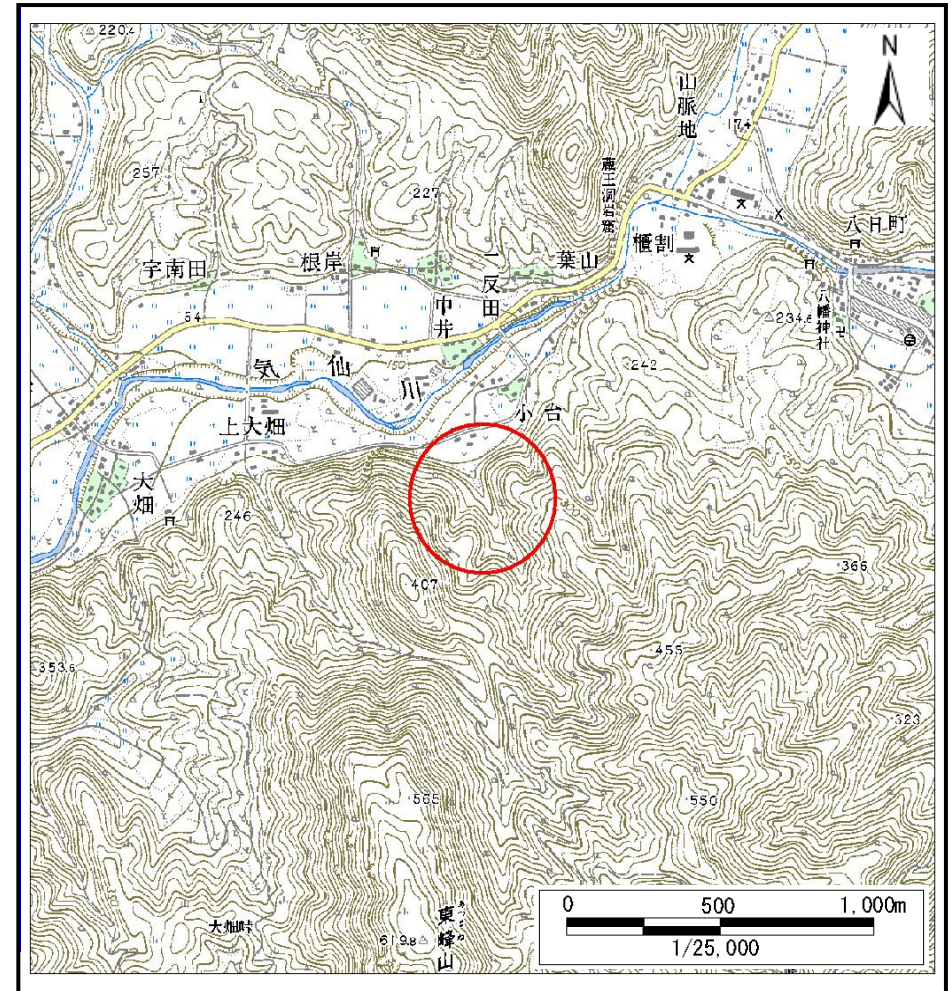 220.4
N
山脈地
174
257
227
蔵王洞岩窟
櫃割
八日町
字南田
根岸
二反田
葉山
中井
八幡神社
234.6
54
150
242
気仙川
小台
上大畑
大畑
246
407
366
455
353.6
323
565
550
大畑峠
619.8
東峰山
0 500 1,000m
1/25,000